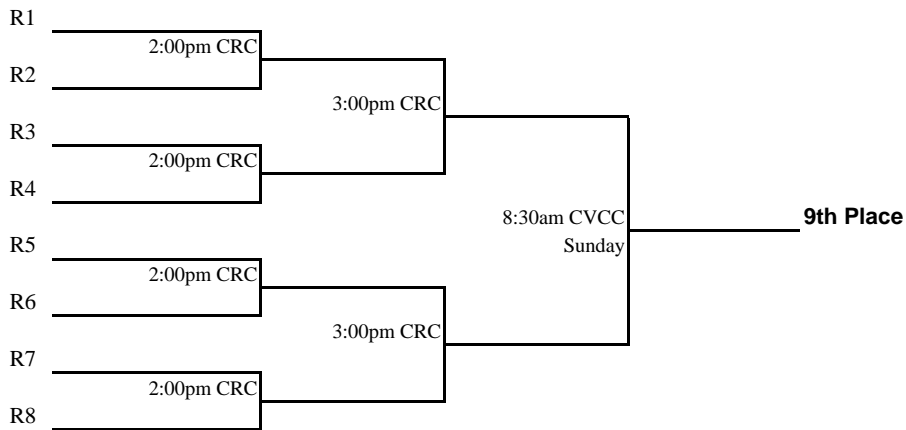 R1
2:00pm CRC
R2
3:00pm CRC
R3
2:00pm CRC
R4
8:30am CVCC
Sunday
9th Place
R5
2:00pm CRC
R6
3:00pm CRC
R7
2:00pm CRC
R8